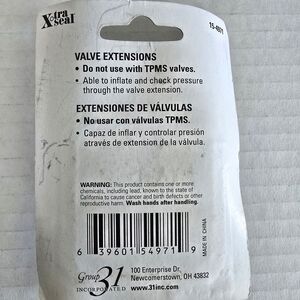 X-tra
seal
VALVE EXTENSIONS
• Do not use with TPMS valves.
• Able to inflate and check pressure
through the valve extension.
EXTENSIONES DE VÁLVULAS
• No usar con válvulas TPMS.
• Capaz de inflar y controlar presión
através de extensión de la válvula.
WARNING: This product contains one or more
chemicals, including lead, known to the state of
California to cause cancer and birth defects or other
reproductive harm. Wash hands after handling.
6 39601 54971 9
MADE IN CHINA
Group 31
INCORPORATED
100 Enterprise Dr.
Newcomerstown, OH 43832
www.31inc.com